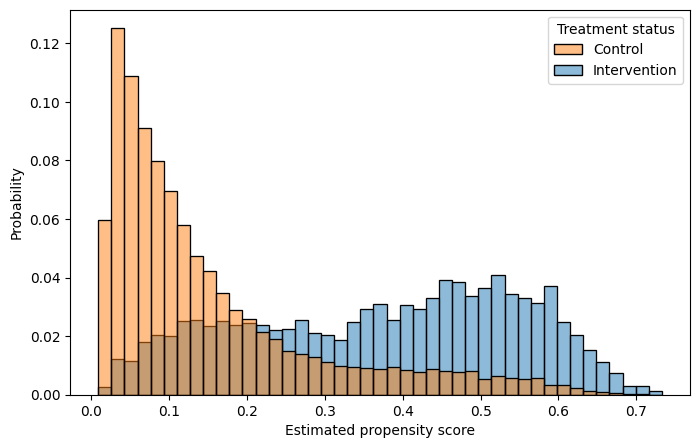 Treatment status
Control
Intervention
0.12
0.10
0.08
0.06
0.04
0.02
0.00
Probability
0.0 0.1 0.2 0.3 0.4 0.5 0.6 0.7
Estimated propensity score